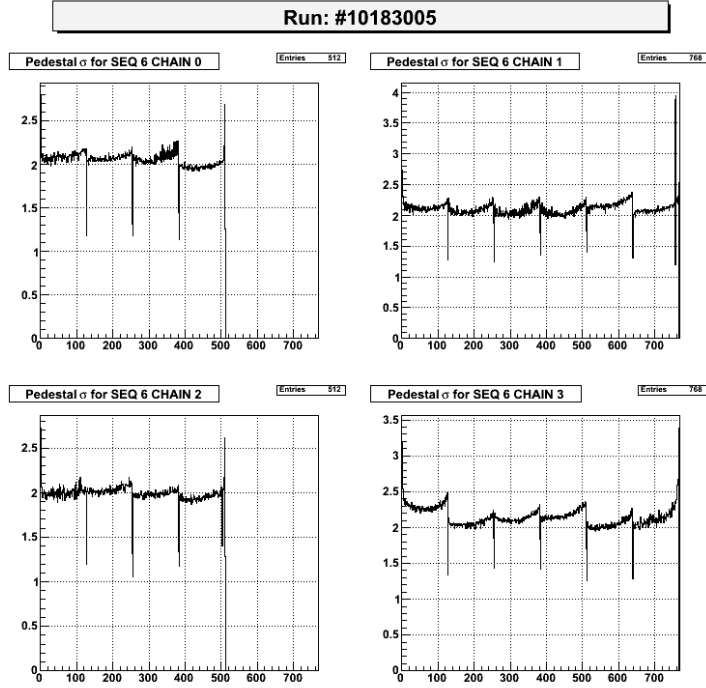 Run: #10183005
Pedestal σ for SEQ 6 CHAIN 0
Entries 512
2.5
2
1.5
1
0.5
0
0 100 200 300 400 500 600 700
Pedestal σ for SEQ 6 CHAIN 1
Entries 768
4
3.5
3
2.5
2
1.5
1
0.5
0
0 100 200 300 400 500 600 700
Pedestal σ for SEQ 6 CHAIN 2
Entries 512
2.5
2
1.5
1
0.5
0
0 100 200 300 400 500 600 700
Pedestal σ for SEQ 6 CHAIN 3
Entries 768
3.5
3
2.5
2
1.5
1
0.5
0
0 100 200 300 400 500 600 700